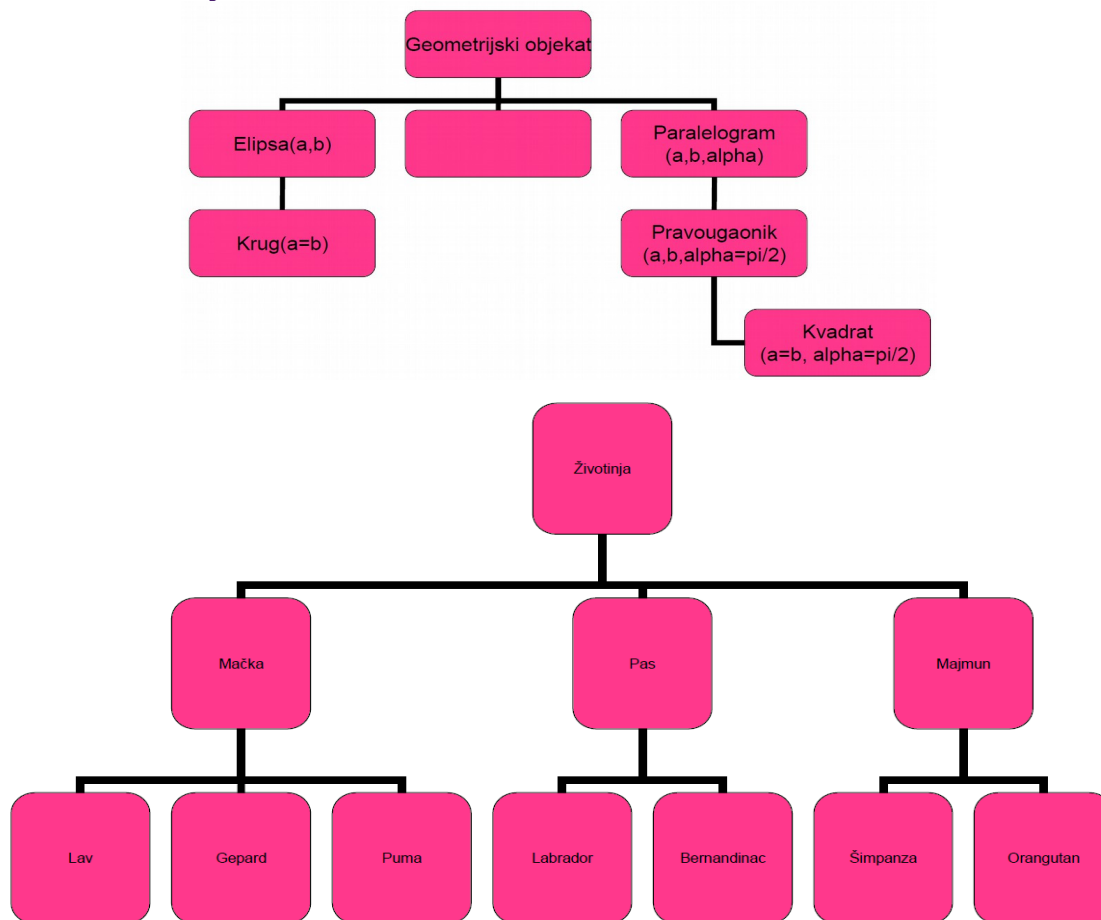 Geometrijski objekat
Elipsa(a,b)
Paralelogram
(a,b,alpha)
Krug(a=b)
Pravougaonik
(a,b,alpha=pi/2)
Kvadrat
(a=b, alpha=pi/2)
Životinja
Mačka
Pas
Majmun
Lav
Gepard
Puma
Labrador
Bernandinac
Šimpanza
Orangutan